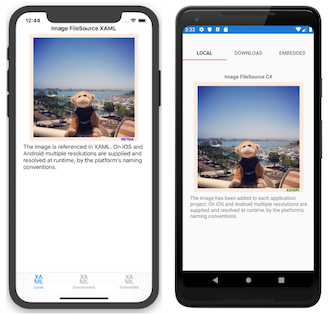 12:44
Image FileSource XAML
RETINA
The image is referenced in XAML. On iOS and
Android multiple resolutions are supplied and
resolved at runtime, by the platform's naming
conventions.
XA
ML
Local
XA
ML
Downloaded
XA
ML
Embedded
3:33
LOCAL
DOWNLOAD
EMBEDDED
Image FileSource C#
XXHDPI
The image has been added to each application
project. On iOS and Android multiple resolutions are
supplied and resolved at runtime, by the platform's
naming conventions.